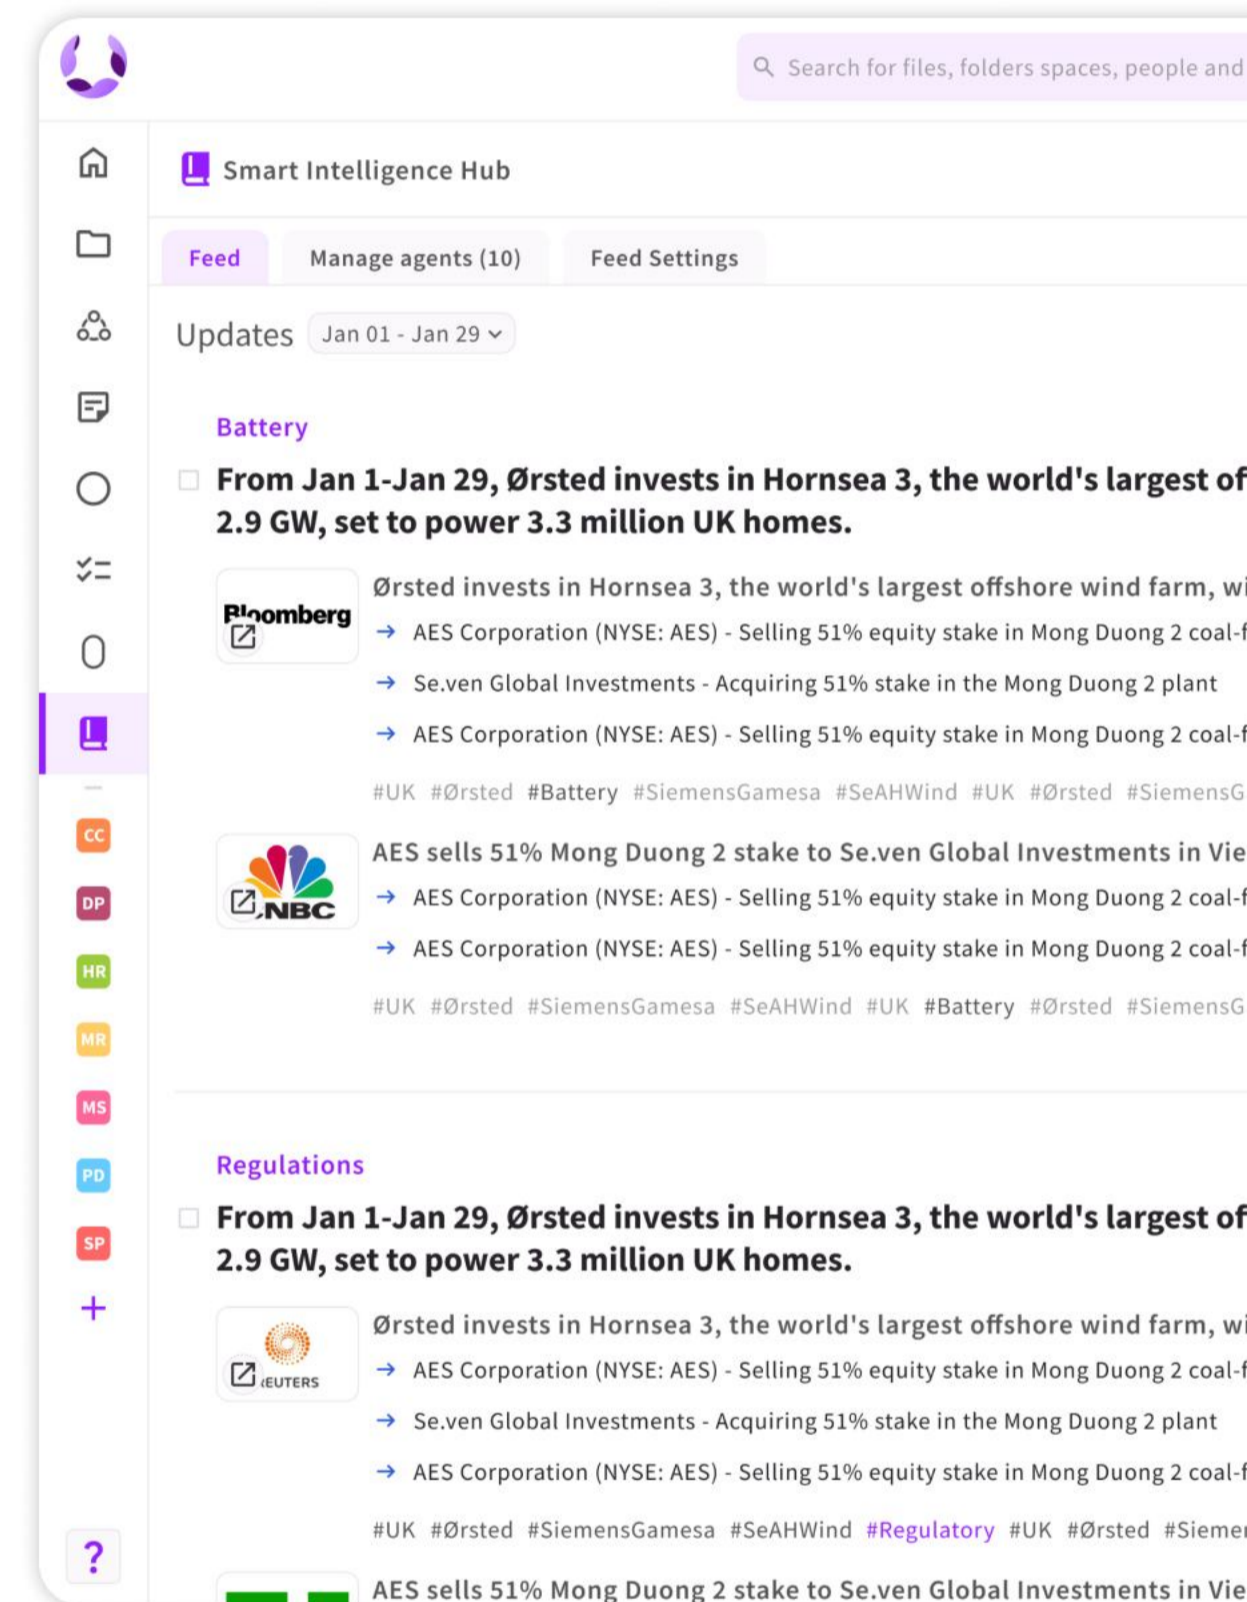 Search for files, folders spaces, people and
Smart Intelligence Hub
Feed
Manage agents (10)
Feed Settings
Updates
Jan 01 - Jan 29
Battery
From Jan 1-Jan 29, Ørsted invests in Hornsea 3, the world's largest of
2.9 GW, set to power 3.3 million UK homes.
Bloomberg
Ørsted invests in Hornsea 3, the world's largest offshore wind farm, wi
→ AES Corporation (NYSE: AES) - Selling 51% equity stake in Mong Duong 2 coal-f
→ Se.ven Global Investments - Acquiring 51% stake in the Mong Duong 2 plant
→ AES Corporation (NYSE: AES) - Selling 51% equity stake in Mong Duong 2 coal-f
#UK #Ørsted #Battery #SiemensGamesa #SeAHWind #UK #Ørsted #SiemensG
CNBC
AES sells 51% Mong Duong 2 stake to Se.ven Global Investments in Vie
→ AES Corporation (NYSE: AES) - Selling 51% equity stake in Mong Duong 2 coal-f
→ AES Corporation (NYSE: AES) - Selling 51% equity stake in Mong Duong 2 coal-f
#UK #Ørsted #SiemensGamesa #SeAHWind #UK #Battery #Ørsted #SiemensG
Regulations
From Jan 1-Jan 29, Ørsted invests in Hornsea 3, the world's largest of
2.9 GW, set to power 3.3 million UK homes.
REUTERS
Ørsted invests in Hornsea 3, the world's largest offshore wind farm, wi
→ AES Corporation (NYSE: AES) - Selling 51% equity stake in Mong Duong 2 coal-f
→ Se.ven Global Investments - Acquiring 51% stake in the Mong Duong 2 plant
→ AES Corporation (NYSE: AES) - Selling 51% equity stake in Mong Duong 2 coal-f
#UK #Ørsted #SiemensGamesa #SeAHWind #Regulatory #UK #Ørsted #Siemen
AES sells 51% Mong Duong 2 stake to Se.ven Global Investments in Vie
CC
DP
HR
MR
MS
PD
SP
+
?